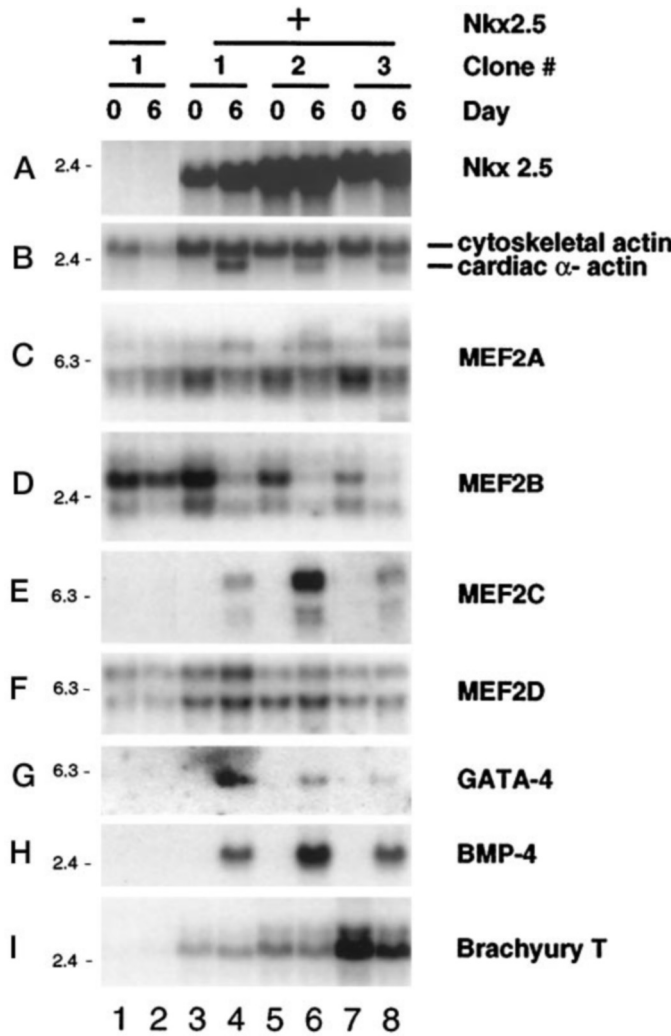 - + Nkx2.5
1 1 2 3 Clone #
0 6 0 6 0 6 0 6 Day
A 2.4 - Nkx 2.5
cytoskeletal actin
B 2.4 - cardiac α- actin
C 6.3 - MEF2A
D 2.4 - MEF2B
E 6.3 - MEF2C
F 6.3 - MEF2D
G 6.3 - GATA-4
H 2.4 - BMP-4
I 2.4 - Brachyury T
1 2 3 4 5 6 7 8